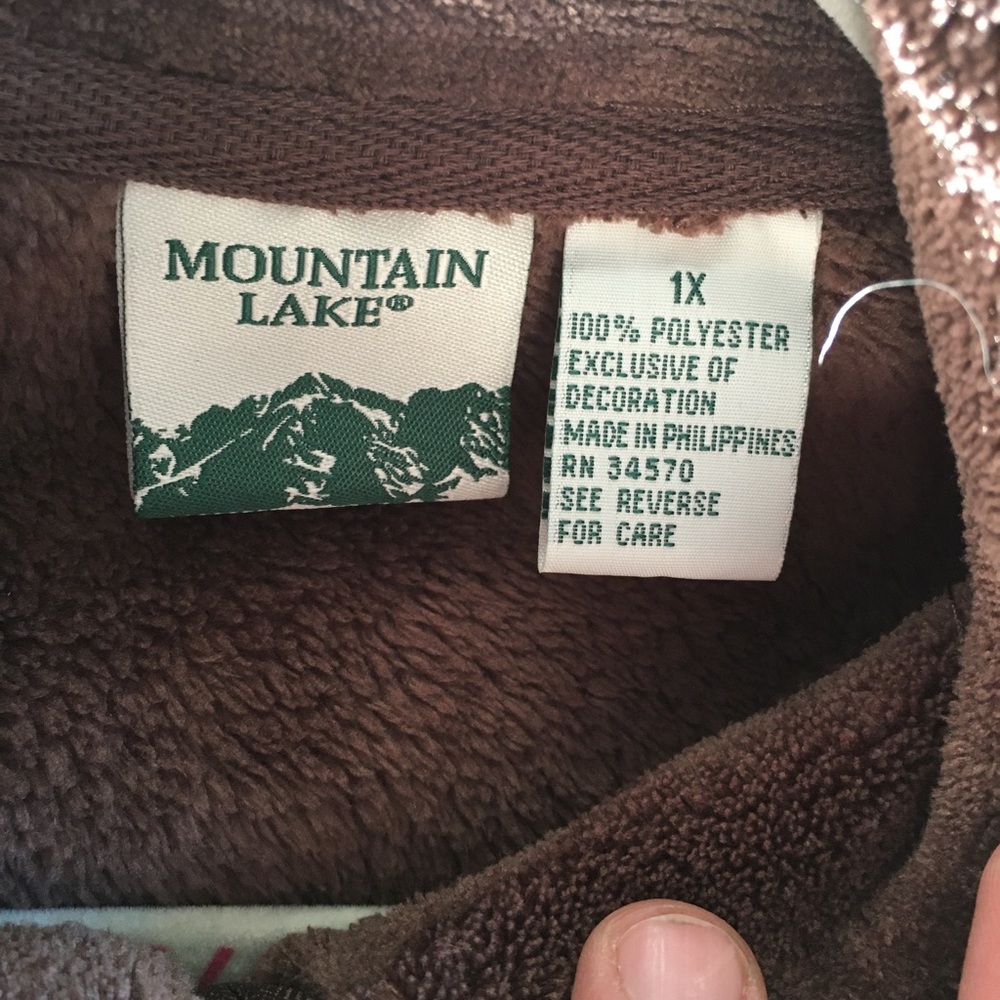 MOUNTAIN
LAKE®
1X
100% POLYESTER
EXCLUSIVE OF
DECORATION
MADE IN PHILIPPINES
RN 34570
SEE REVERSE
FOR CARE